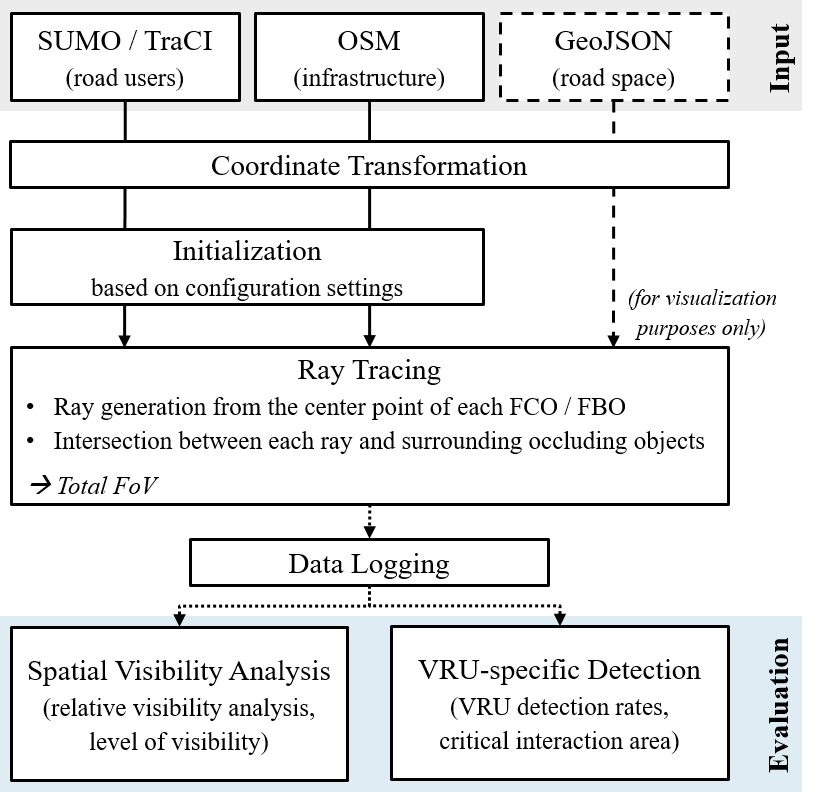 SUMO / TraCI
(road users)
OSM
(infrastructure)
GeoJSON
(road space)
Input
Coordinate Transformation
Initialization
based on configuration settings
(for visualization
purposes only)
Ray Tracing
• Ray generation from the center point of each FCO / FBO
• Intersection between each ray and surrounding occluding objects
→ Total FoV
Data Logging
Spatial Visibility Analysis
(relative visibility analysis,
level of visibility)
VRU-specific Detection
(VRU detection rates,
critical interaction area)
Evaluation